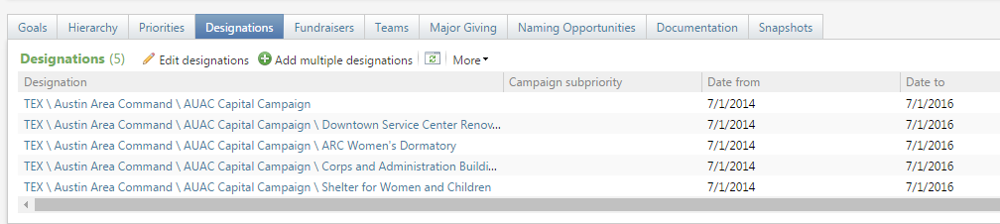 Goals Hierarchy Priorities Designations Fundraisers Teams Major Giving Naming Opportunities Documentation Snapshots
Designations (5) Edit designations Add multiple designations More
Designation Campaign subpriority Date from Date to
TEX \ Austin Area Command \ AUAC Capital Campaign 7/1/2014 7/1/2016
TEX \ Austin Area Command \ AUAC Capital Campaign \ Downtown Service Center Renov... 7/1/2014 7/1/2016
TEX \ Austin Area Command \ AUAC Capital Campaign \ ARC Women's Dormatory 7/1/2014 7/1/2016
TEX \ Austin Area Command \ AUAC Capital Campaign \ Corps and Administration Buildi... 7/1/2014 7/1/2016
TEX \ Austin Area Command \ AUAC Capital Campaign \ Shelter for Women and Children 7/1/2014 7/1/2016